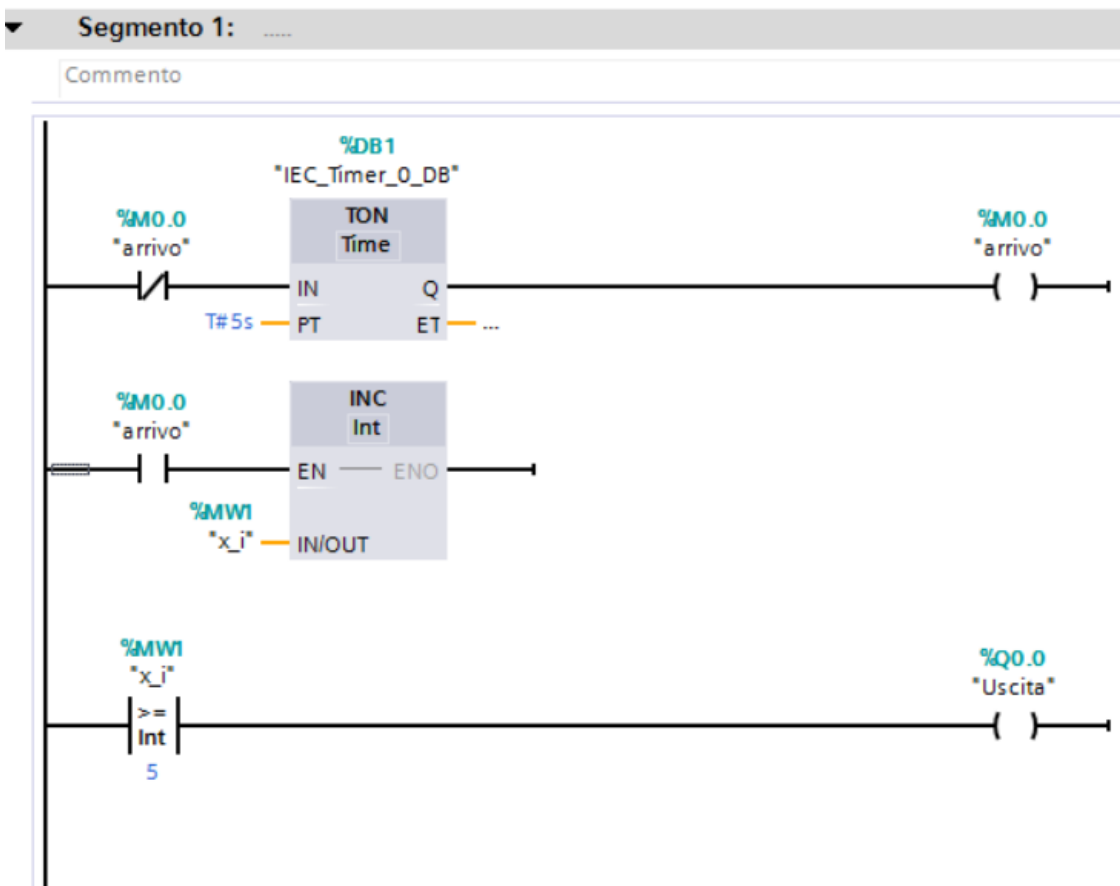 Segmento 1: .....
Commento
%DB1
"IEC_Timer_0_DB"
%M0.0
"arrivo"
TON
Time
%M0.0
"arrivo"
IN Q
T#5s PT ET ...
%M0.0
"arrivo"
INC
Int
EN ENO
%MW1
"x_i" IN/OUT
%MW1
"x_i"
>=
Int
5
%Q0.0
"Uscita"